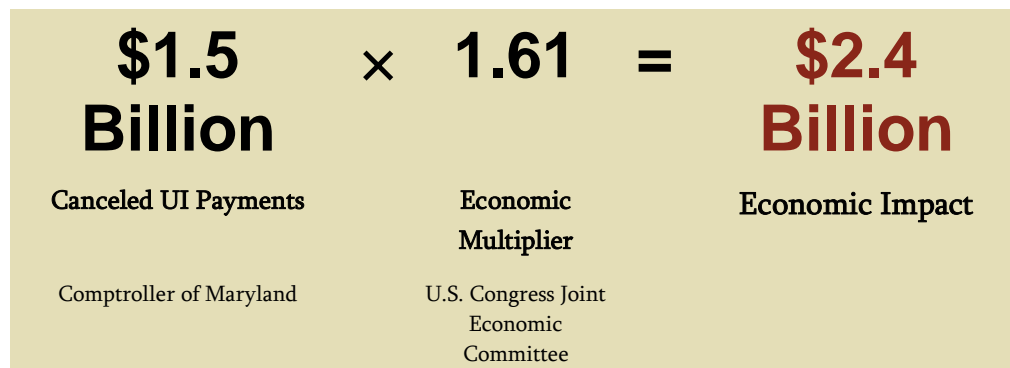 $1.5 × 1.61 = $2.4
Billion Billion
Canceled UI Payments Economic Economic Impact
Multiplier
Comptroller of Maryland U.S. Congress Joint
Economic
Committee